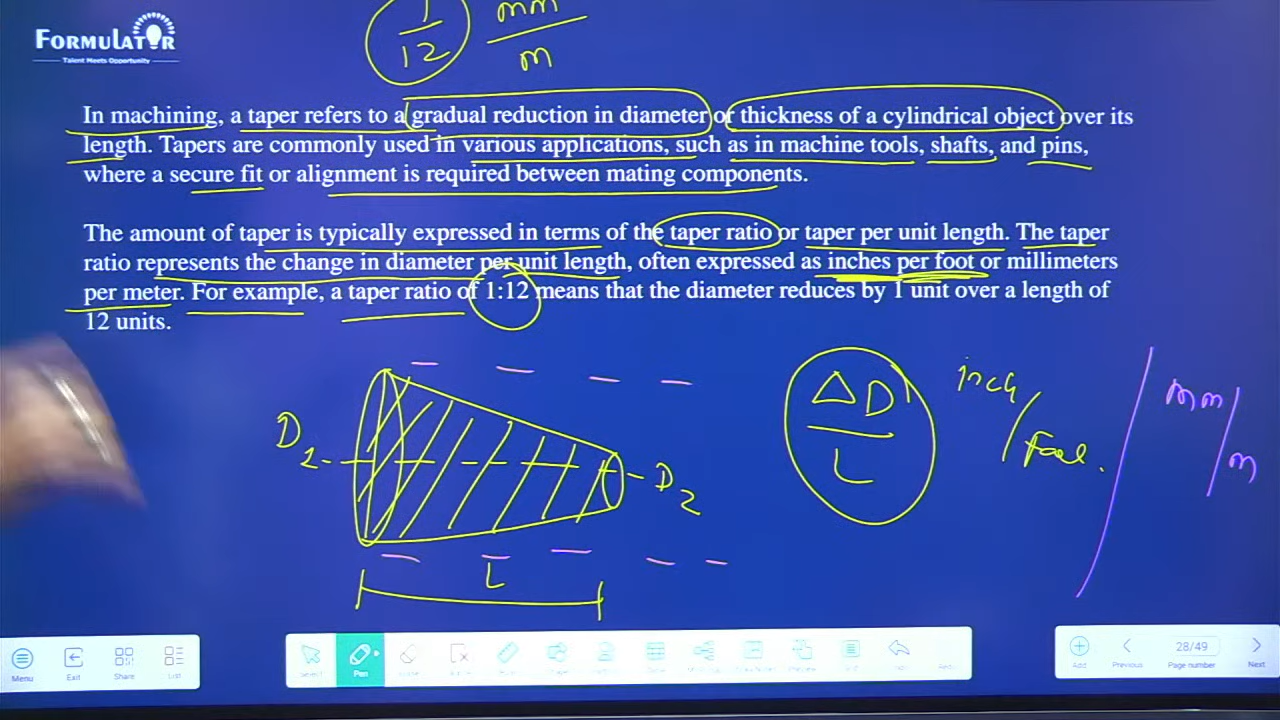 1
12
mm
m
FORMULATOR
Talent Meets Opportunity
In machining, a taper refers to a gradual reduction in diameter or thickness of a cylindrical object over its
length. Tapers are commonly used in various applications, such as in machine tools, shafts, and pins,
where a secure fit or alignment is required between mating components.
The amount of taper is typically expressed in terms of the taper ratio or taper per unit length. The taper
ratio represents the change in diameter per unit length, often expressed as inches per foot or millimeters
per meter. For example, a taper ratio of 1:12 means that the diameter reduces by 1 unit over a length of
12 units.
D
D2
L
ΔD
L
inch
/
mm
/
m
Menu
Exit
Share
List
Select
Pen
Add
Previous
28/49
Page number
Next